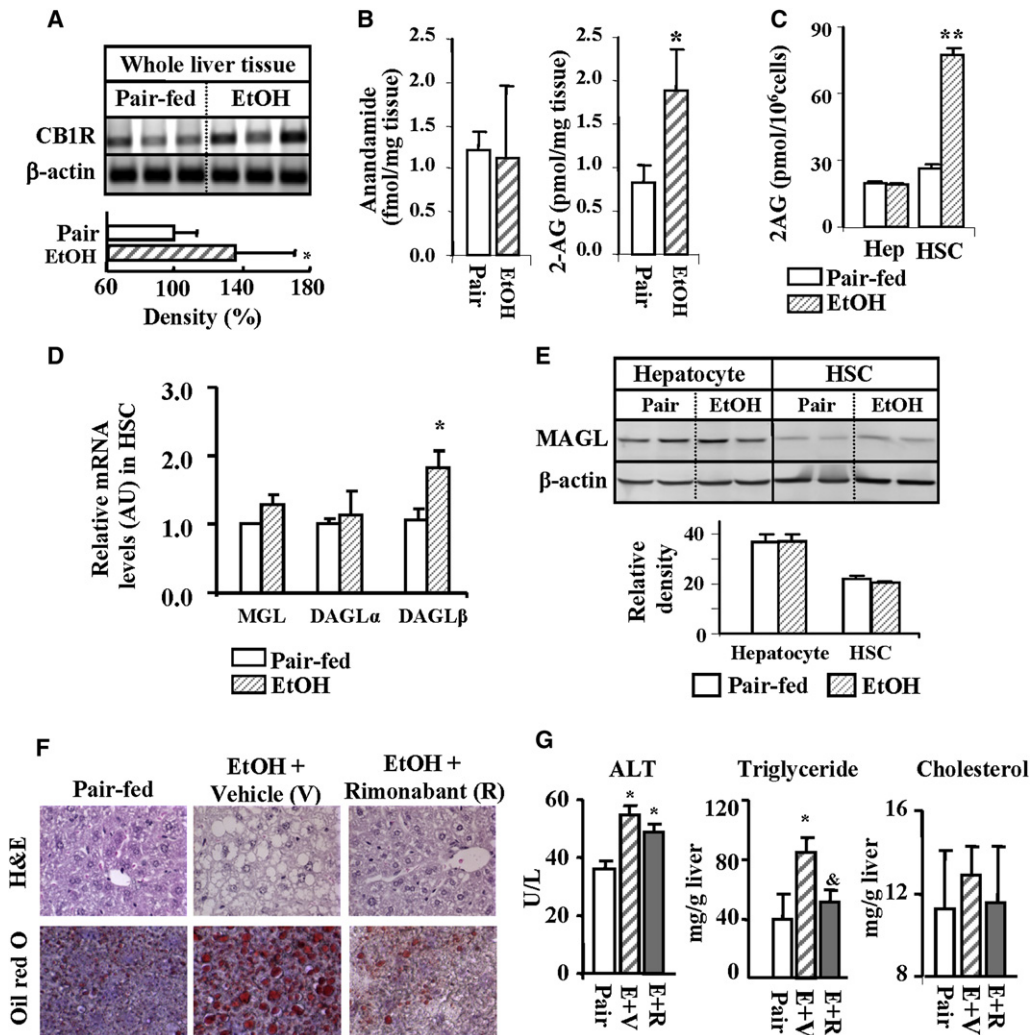 A
Whole liver tissue
Pair-fed EtOH
CB1R
β-actin
Pair
EtOH
*
60 100 140 180
Density (%)
B
Anandamide
(fmol/mg tissue)
2.5
2.0
1.5
1.0
0.5
0.0
Pair
EtOH
2-AG (pmol/mg tissue)
2.5
2.0
1.5
1.0
0.5
0.0
*
Pair
EtOH
C
2AG (pmol/10⁶cells)
90
60
30
0
**
Hep HSC
Pair-fed
EtOH
D
Relative mRNA
levels (AU) in HSC
3.0
2.0
1.0
0.0
*
MGL DAGLα DAGLβ
Pair-fed
EtOH
E
Hepatocyte HSC
Pair EtOH Pair EtOH
MAGL
β-actin
Relative
density
40
20
0
Hepatocyte HSC
Pair-fed EtOH
F
Pair-fed
EtOH +
Vehicle (V)
EtOH +
Rimonabant (R)
H&E
Oil red O
G
ALT
U/L
60
40
20
0
* *
Pair
E+V
E+R
Triglyceride
mg/g liver
120
80
40
0
*
&
Pair
E+V
E+R
Cholesterol
mg/g liver
16
12
8
Pair
E+V
E+R